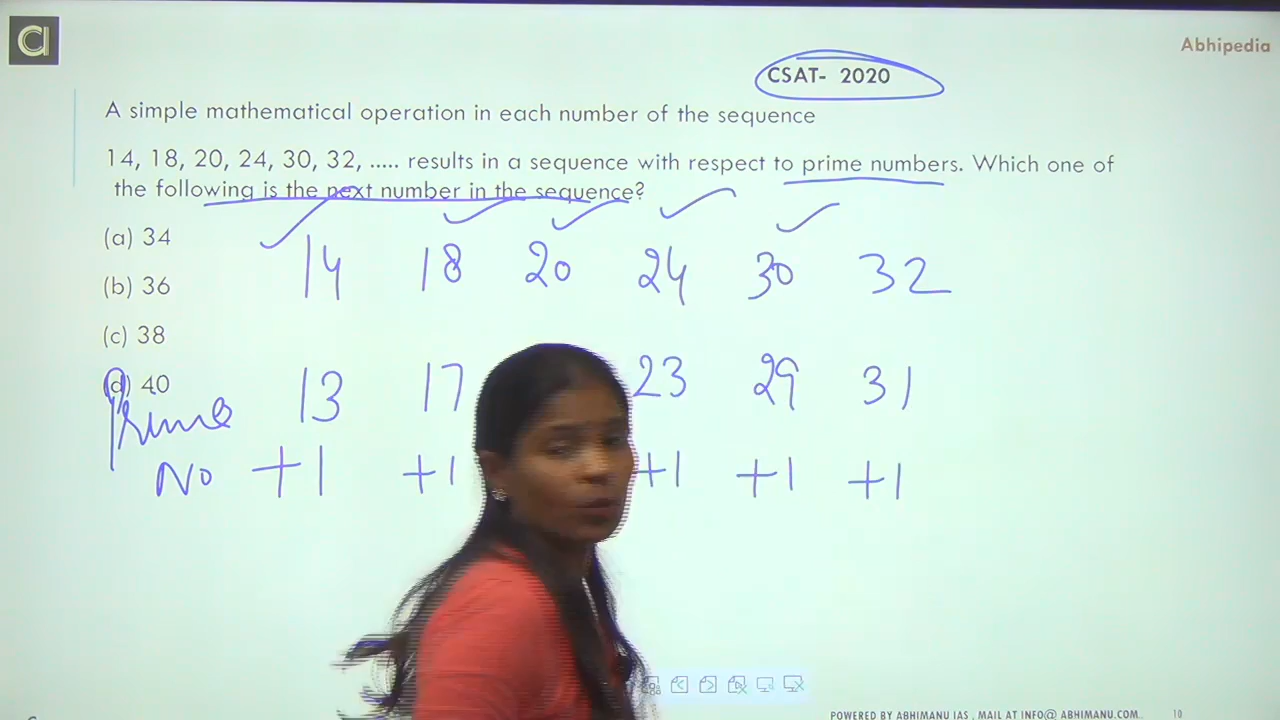 Abhipedia
CSAT- 2020
A simple mathematical operation in each number of the sequence
14, 18, 20, 24, 30, 32, ..... results in a sequence with respect to prime numbers. Which one of
the following is the next number in the sequence?
(a) 34
(b) 36
(c) 38
(d) 40
14 18 20 24 30 32
Prime 13 17 23 29 31
No +1 +1 +1 +1 +1
POWERED BY ABHIMANU IAS , MAIL AT INFO@ ABHIMANU.COM 10